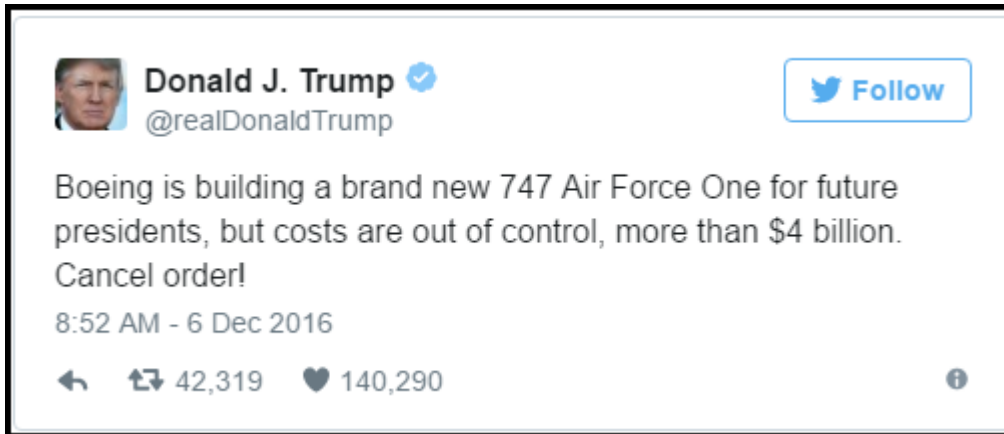 Donald J. Trump
@realDonaldTrump
Follow
Boeing is building a brand new 747 Air Force One for future
presidents, but costs are out of control, more than $4 billion.
Cancel order!
8:52 AM - 6 Dec 2016
42,319 140,290